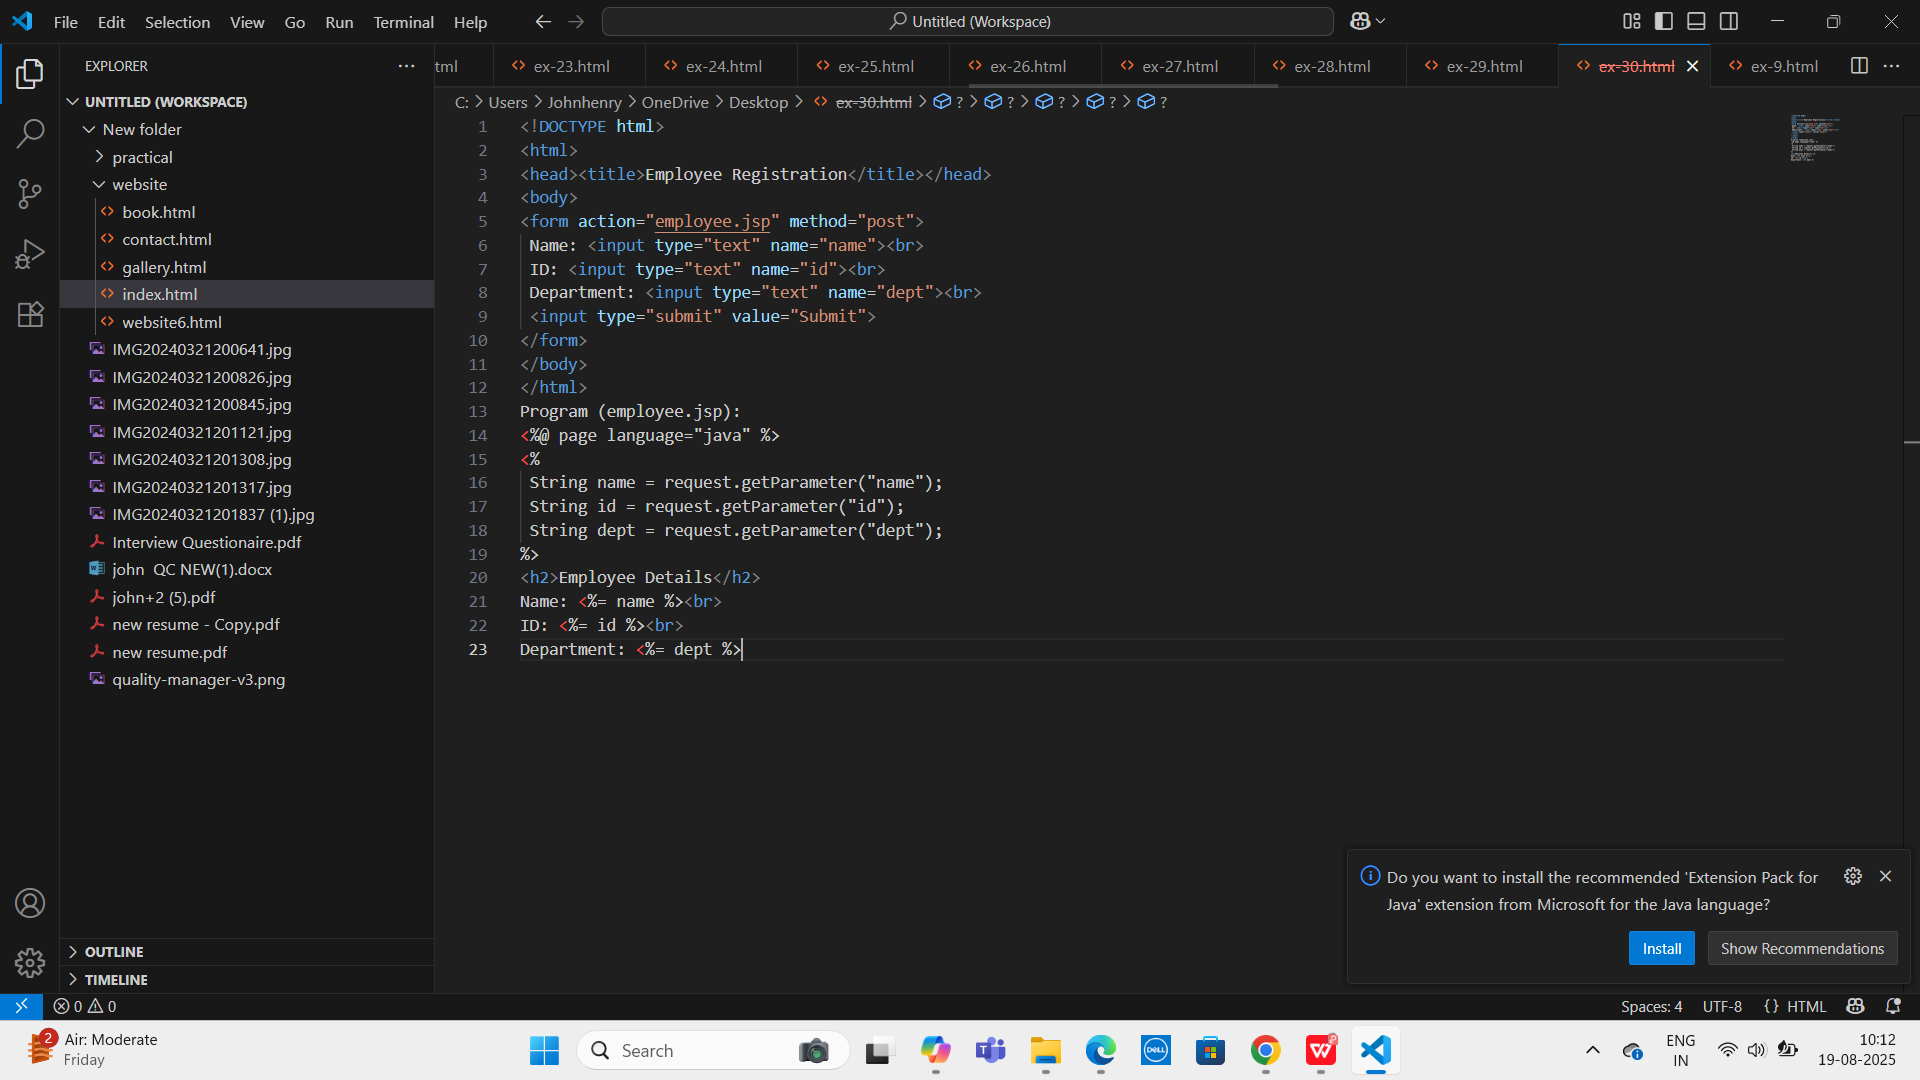 File Edit Selection View Go Run Terminal Help
Untitled (Workspace)
EXPLORER
tml
ex-23.html
ex-24.html
ex-25.html
ex-26.html
ex-27.html
ex-28.html
ex-29.html
ex-30.html
ex-9.html
C: > Users > Johnhenry > OneDrive > Desktop > ex-30.html > ? > ? > ? > ? > ?
UNTITLED (WORKSPACE)
New folder
practical
website
book.html
contact.html
gallery.html
index.html
website6.html
IMG20240321200641.jpg
IMG20240321200826.jpg
IMG20240321200845.jpg
IMG20240321201121.jpg
IMG20240321201308.jpg
IMG20240321201317.jpg
IMG20240321201837 (1).jpg
Interview Questionaire.pdf
john QC NEW(1).docx
john+2 (5).pdf
new resume - Copy.pdf
new resume.pdf
quality-manager-v3.png
OUTLINE
TIMELINE
1 <!DOCTYPE html>
2 <html>
3 <head><title>Employee Registration</title></head>
4 <body>
5 <form action="employee.jsp" method="post">
6 Name: <input type="text" name="name"><br>
7 ID: <input type="text" name="id"><br>
8 Department: <input type="text" name="dept"><br>
9 <input type="submit" value="Submit">
10 </form>
11 </body>
12 </html>
13 Program (employee.jsp):
14 <%@ page language="java" %>
15 <%
16 String name = request.getParameter("name");
17 String id = request.getParameter("id");
18 String dept = request.getParameter("dept");
19 %>
20 <h2>Employee Details</h2>
21 Name: <%= name %><br>
22 ID: <%= id %><br>
23 Department: <%= dept %>
Do you want to install the recommended 'Extension Pack for
Java' extension from Microsoft for the Java language?
Install
Show Recommendations
0 0
Spaces: 4 UTF-8 {} HTML
2
Air: Moderate
Friday
Search
DELL
ENG
IN
10:12
19-08-2025